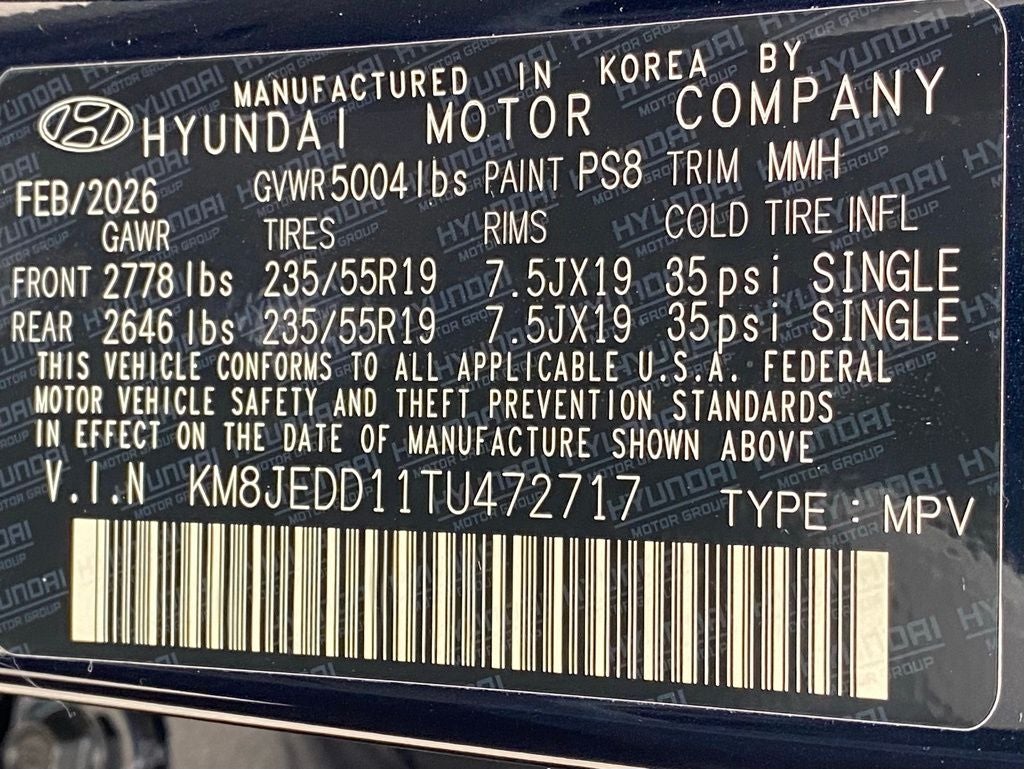 MANUFACTURED IN KOREA BY
HYUNDAI MOTOR COMPANY
FEB/2026 GVWR 5004 lbs PAINT PS8 TRIM MMH
GAWR TIRES RIMS COLD TIRE INFL
FRONT 2778 lbs 235/55R19 7.5JX19 35psi SINGLE
REAR 2646 lbs 235/55R19 7.5JX19 35psi SINGLE
THIS VEHICLE CONFORMS TO ALL APPLICABLE U.S.A. FEDERAL
MOTOR VEHICLE SAFETY AND THEFT PREVENTION STANDARDS
IN EFFECT ON THE DATE OF MANUFACTURE SHOWN ABOVE
V.I.N KM8JEDD11TU472717 TYPE : MPV
HYUNDAI
MOTOR GROUP